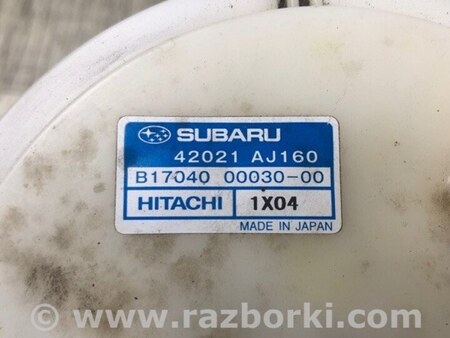 SUBARU
42021 AJ160
B17040 00030-00
HITACHI 1X04
MADE IN JAPAN
© www.razborki.com